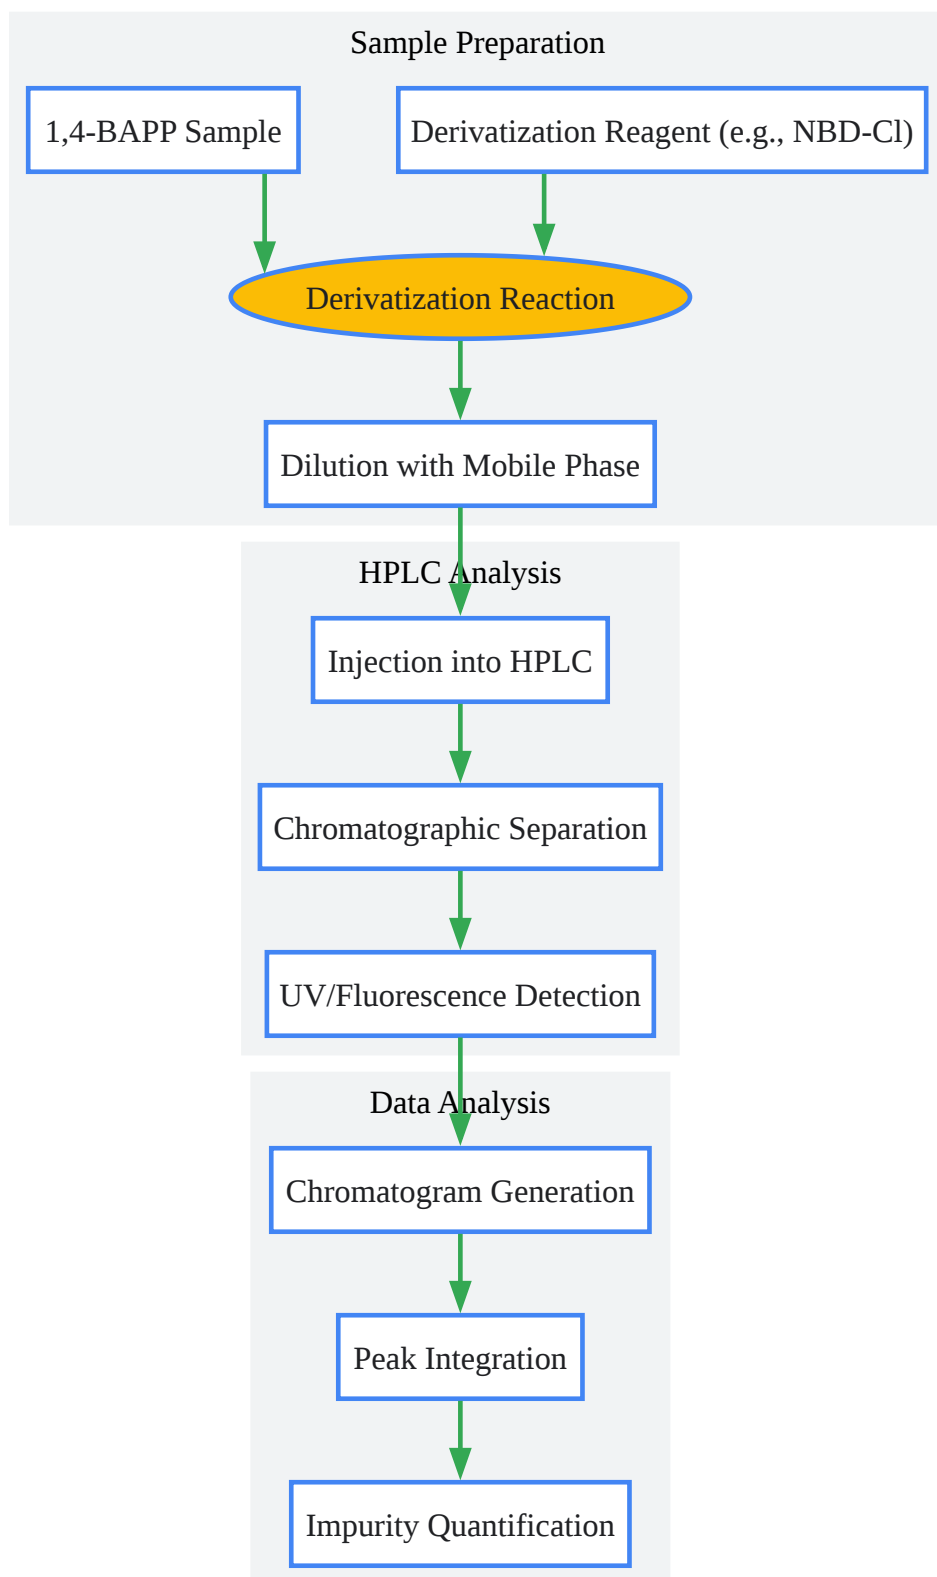 Sample Preparation
1,4-BAPP Sample
Derivatization Reagent (e.g., NBD-Cl)
Derivatization Reaction
Dilution with Mobile Phase
HPLC Analysis
Injection into HPLC
Chromatographic Separation
UV/Fluorescence Detection
Data Analysis
Chromatogram Generation
Peak Integration
Impurity Quantification